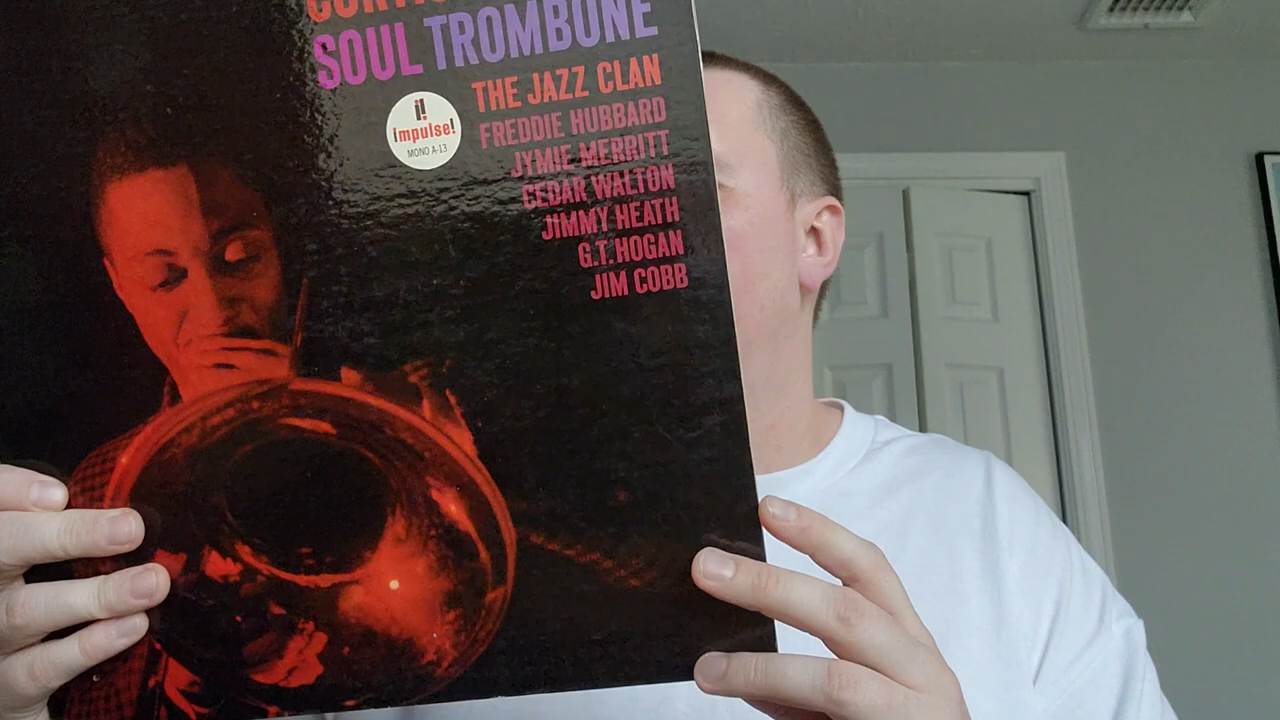 SOUL TROMBONE
THE JAZZ CLAN
i!
impulse!
MONO A-13
FREDDIE HUBBARD
JYMIE MERRITT
CEDAR WALTON
JIMMY HEATH
G.T. HOGAN
JIM COBB